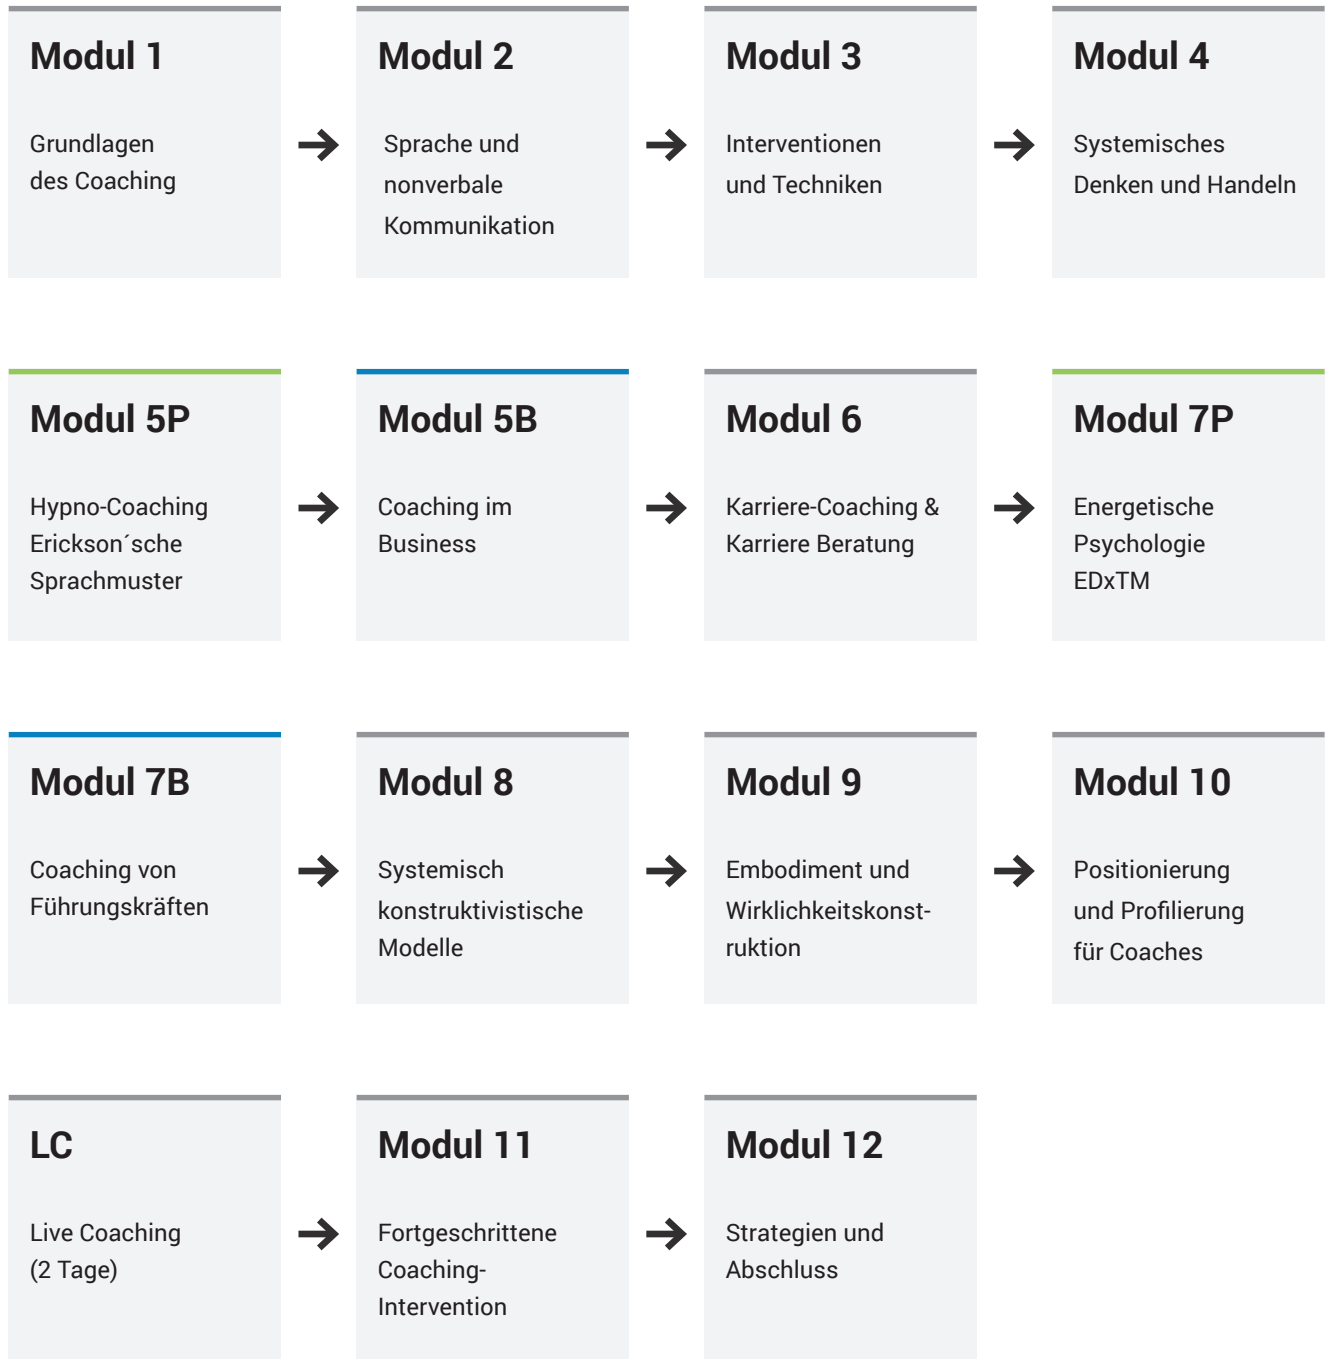 Modul 1
Grundlagen
des Coaching
Modul 2
Sprache und
nonverbale
Kommunikation
Modul 3
Interventionen
und Techniken
Modul 4
Systemisches
Denken und Handeln
Modul 5P
Hypno-Coaching
Erickson´sche
Sprachmuster
Modul 5B
Coaching im
Business
Modul 6
Karriere-Coaching &
Karriere Beratung
Modul 7P
Energetische
Psychologie
EDxTM
Modul 7B
Coaching von
Führungskräften
Modul 8
Systemisch
konstruktivistische
Modelle
Modul 9
Embodiment und
Wirklichkeitskonst-
ruktion
Modul 10
Positionierung
und Profilierung
für Coaches
LC
Live Coaching
(2 Tage)
Modul 11
Fortgeschrittene
Coaching-
Intervention
Modul 12
Strategien und
Abschluss